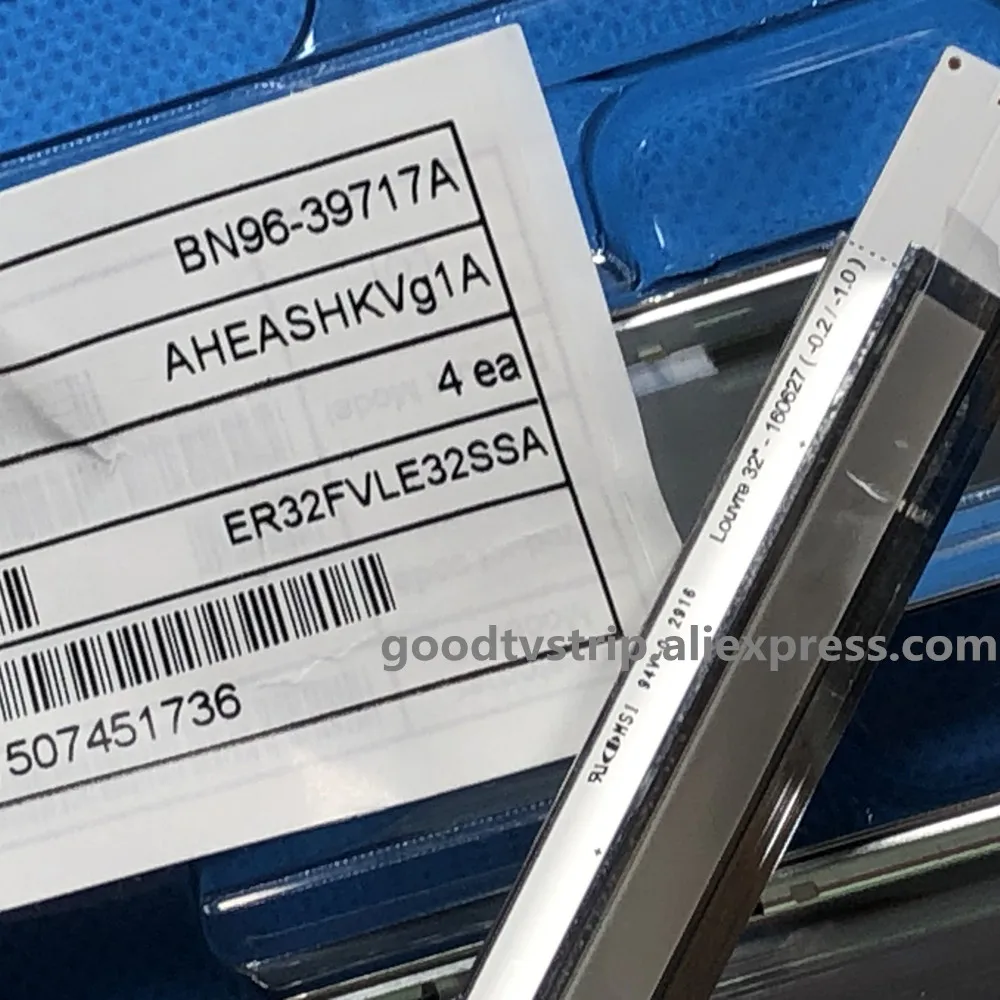 BN96-39717A
AHEASHKVg1A
4 ea
ER32FVLE32SSA
507451736
Louvre 32" - 160627 ( -0.2 / -1.0 )
MSI 94V-0 2916
goodtvstrip.aliexpress.com